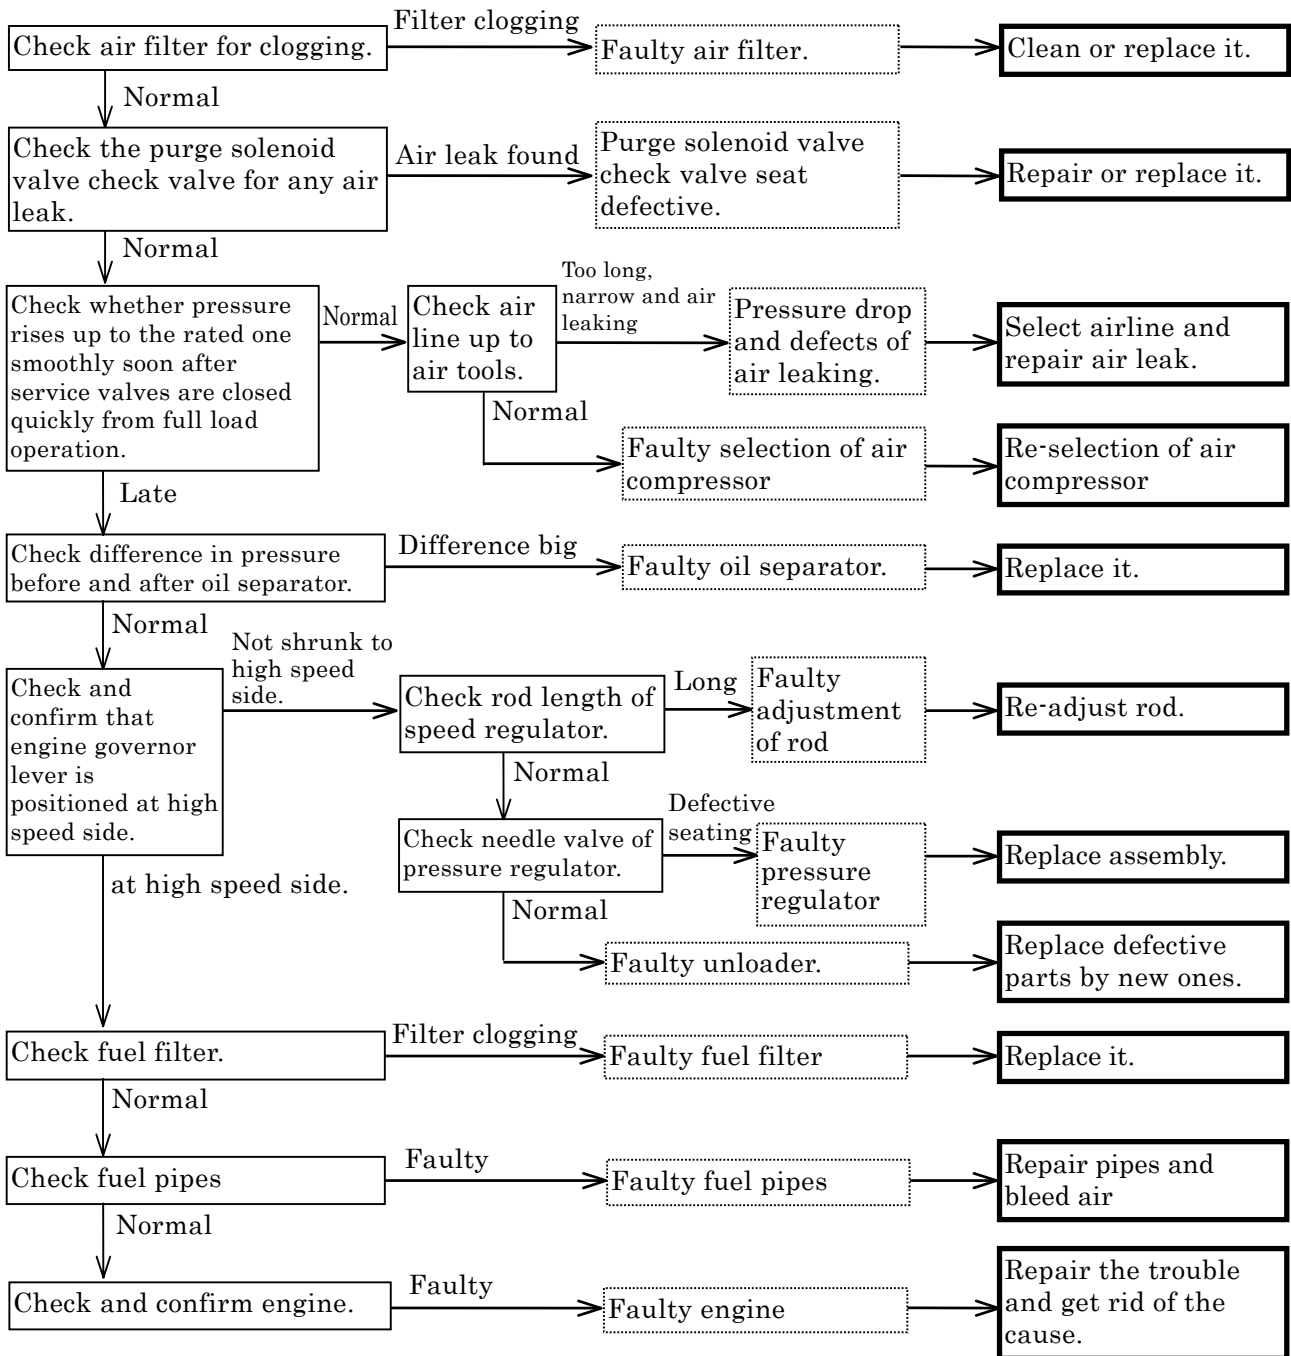 Filter clogging
Check air filter for clogging.
Faulty air filter.
Clean or replace it.
Normal
Check the purge solenoid
valve check valve for any air
leak.
Air leak found
Purge solenoid valve
check valve seat
defective.
Repair or replace it.
Normal
Check whether pressure
rises up to the rated one
smoothly soon after
service valves are closed
quickly from full load
operation.
Normal
Check air
line up to
air tools.
Too long,
narrow and air
leaking
Pressure drop
and defects of
air leaking.
Select airline and
repair air leak.
Normal
Faulty selection of air
compressor
Re-selection of air
compressor
Late
Check difference in pressure
before and after oil separator.
Difference big
Faulty oil separator.
Replace it.
Normal
Check and
confirm that
engine governor
lever is
positioned at high
speed side.
Not shrunk to
high speed
side.
Check rod length of
speed regulator.
Long
Faulty
adjustment
of rod
Re-adjust rod.
Normal
Check needle valve of
pressure regulator.
Defective
seating
Faulty
pressure
regulator
Replace assembly.
Normal
Faulty unloader.
Replace defective
parts by new ones.
at high speed side.
Check fuel filter.
Filter clogging
Faulty fuel filter
Replace it.
Normal
Check fuel pipes
Faulty
Faulty fuel pipes
Repair pipes and
bleed air
Normal
Check and confirm engine.
Faulty
Faulty engine
Repair the trouble
and get rid of the
cause.